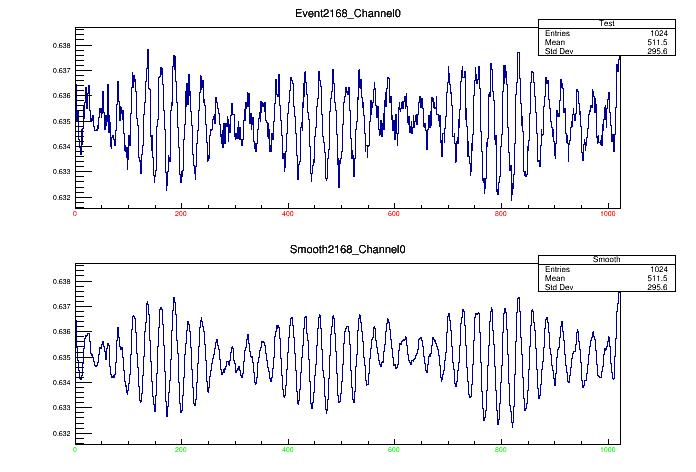 Event2168_Channel0
Test
Entries 1024
Mean 511.5
Std Dev 295.6
0.638
0.637
0.636
0.635
0.634
0.633
0.632
0 200 400 600 800 1000
Smooth2168_Channel0
Smooth
Entries 1024
Mean 511.5
Std Dev 295.6
0.638
0.637
0.636
0.635
0.634
0.633
0.632
0 200 400 600 800 1000